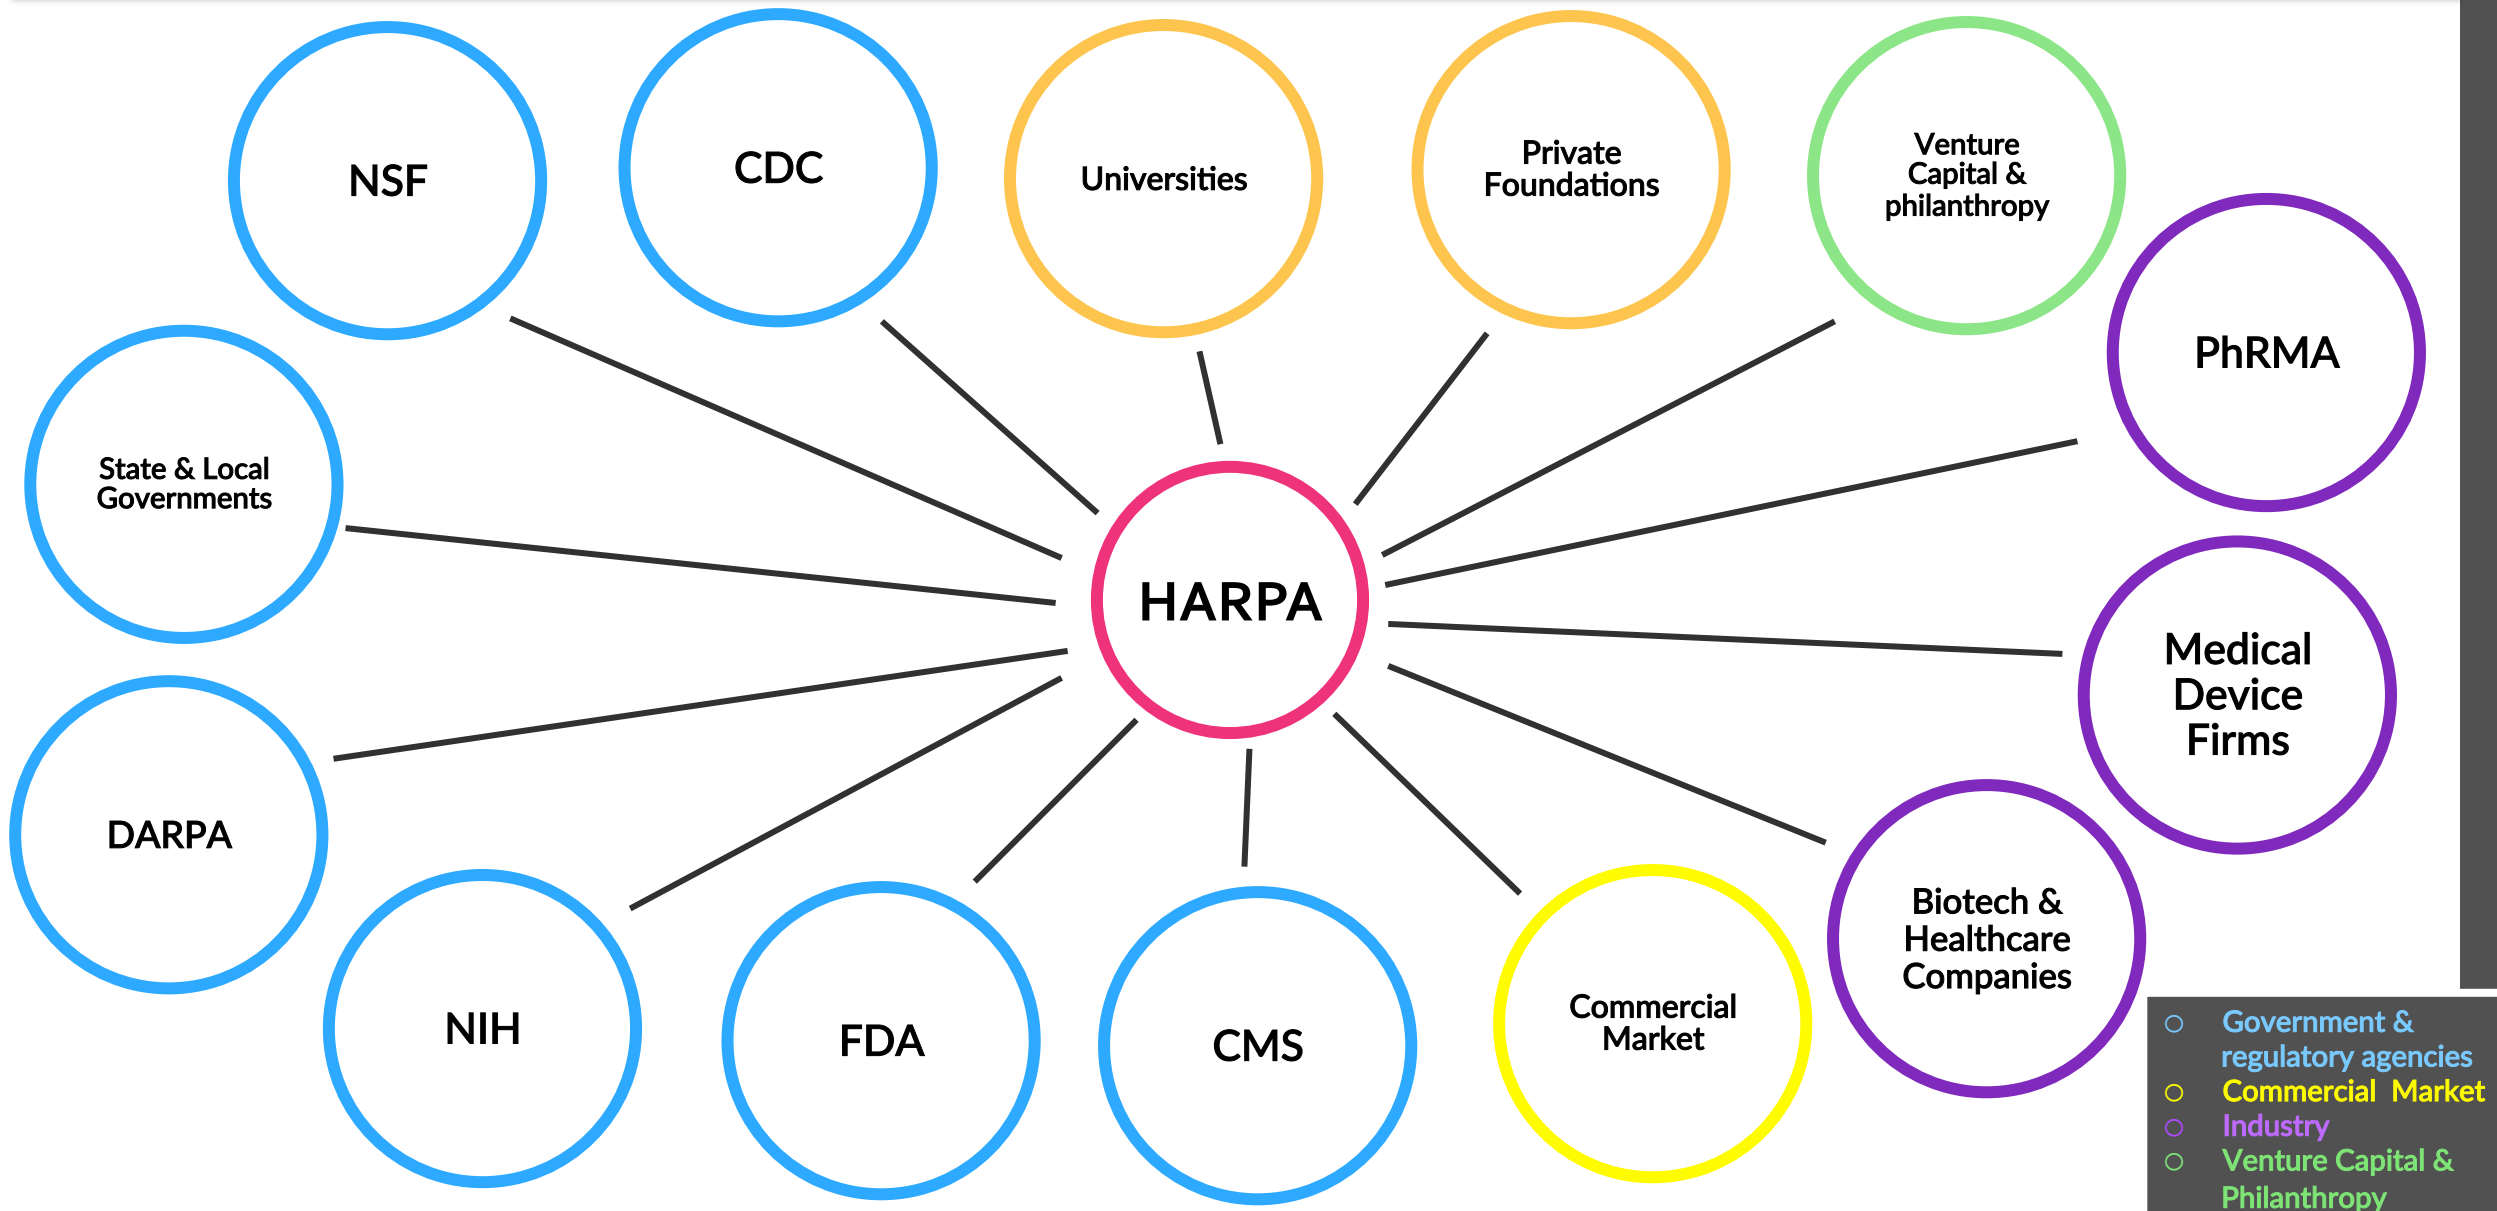 NSF
CDC
Universities
Private
Foundations
Venture
Capital &
philanthropy
PhRMA
State & Local
Governments
HARPA
Medical
Device
Firms
DARPA
NIH
FDA
CMS
Commercial
Market
Biotech &
Healthcare
Companies
Government &
regulatory agencies
Commercial Market
Industry
Venture Capital &
Philanthropy